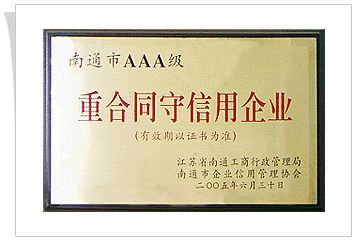 南通市AAA级
重合同守信用企业
(有效期以证书为准)
江苏省南通工商行政管理局
南通市企业信用管理协会
二〇〇五年六月三十日